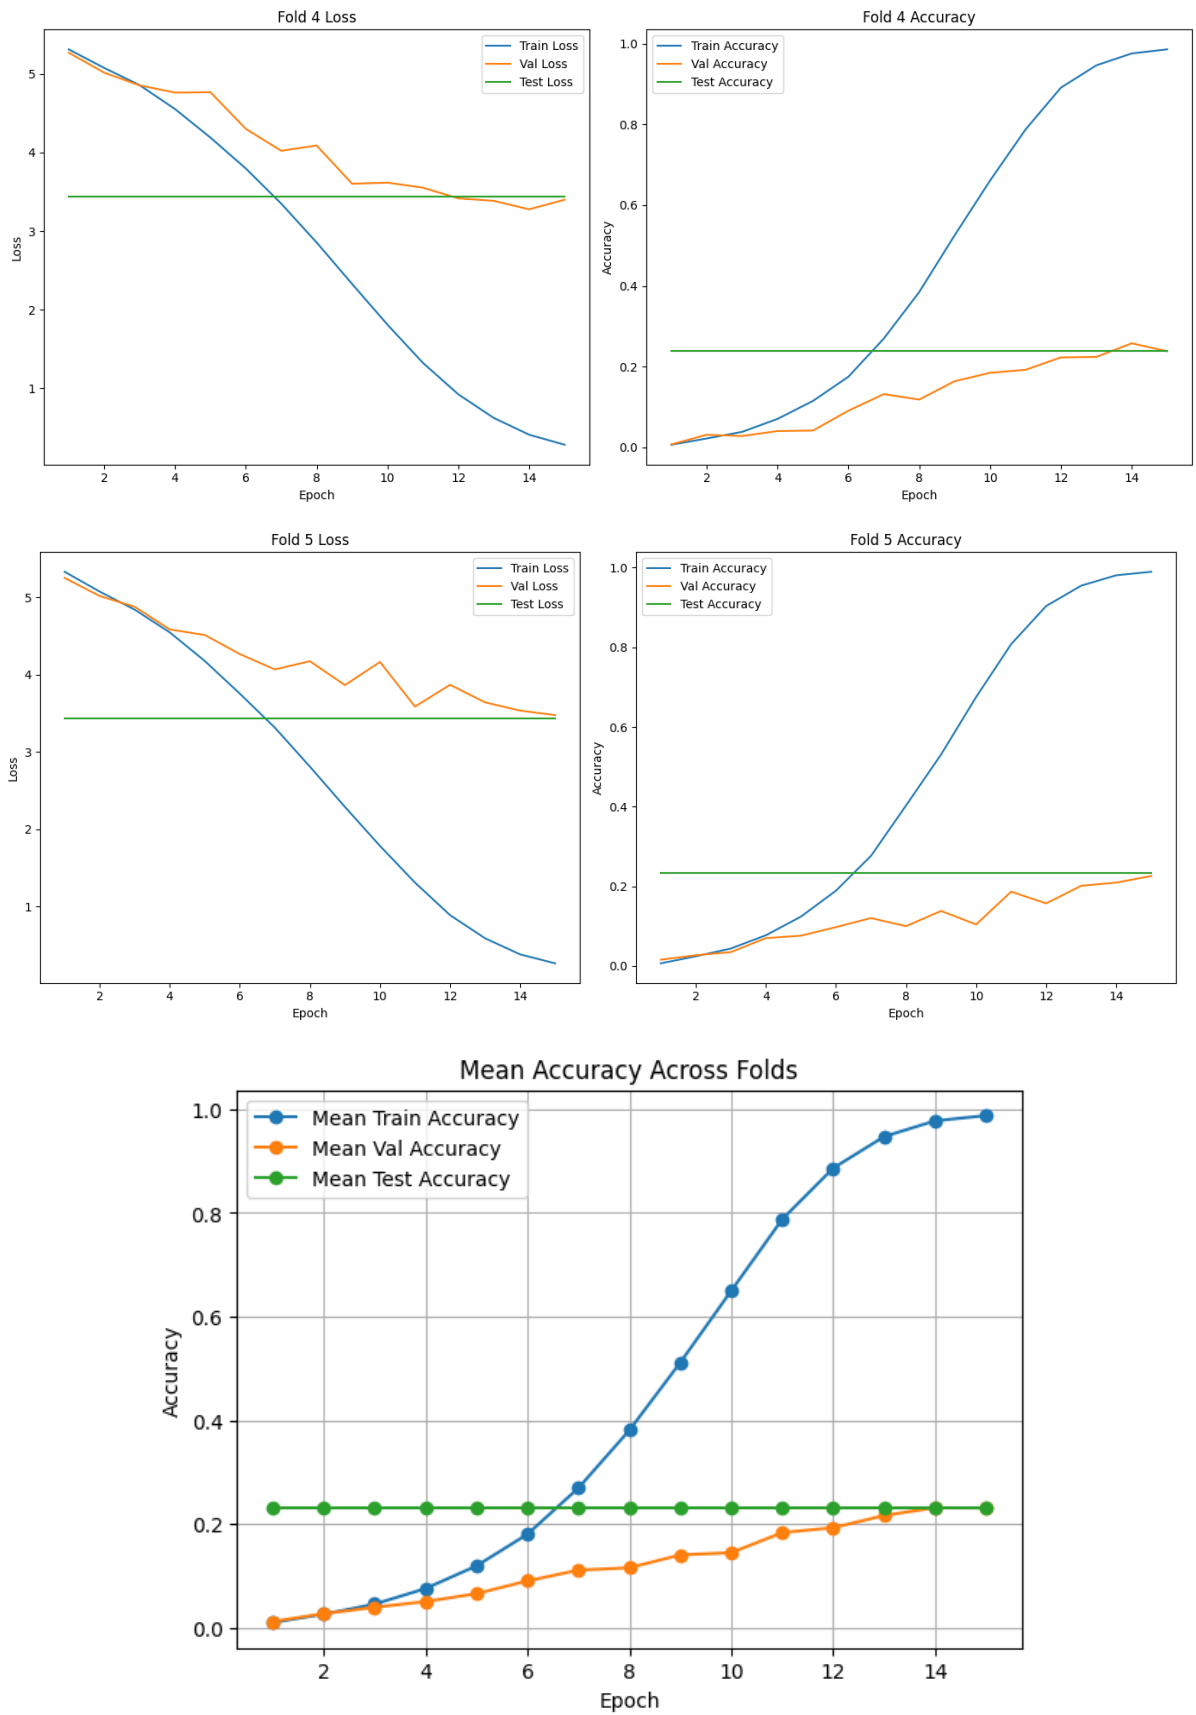 Fold 4 Loss
Train Loss
Val Loss
Test Loss
5
4
3
2
1
Loss
2 4 6 8 10 12 14
Epoch
Fold 4 Accuracy
Train Accuracy
Val Accuracy
Test Accuracy
1.0
0.8
0.6
0.4
0.2
0.0
Accuracy
2 4 6 8 10 12 14
Epoch
Fold 5 Loss
Train Loss
Val Loss
Test Loss
5
4
3
2
1
Loss
2 4 6 8 10 12 14
Epoch
Fold 5 Accuracy
Train Accuracy
Val Accuracy
Test Accuracy
1.0
0.8
0.6
0.4
0.2
0.0
Accuracy
2 4 6 8 10 12 14
Epoch
Mean Accuracy Across Folds
Mean Train Accuracy
Mean Val Accuracy
Mean Test Accuracy
1.0
0.8
0.6
0.4
0.2
0.0
Accuracy
2 4 6 8 10 12 14
Epoch